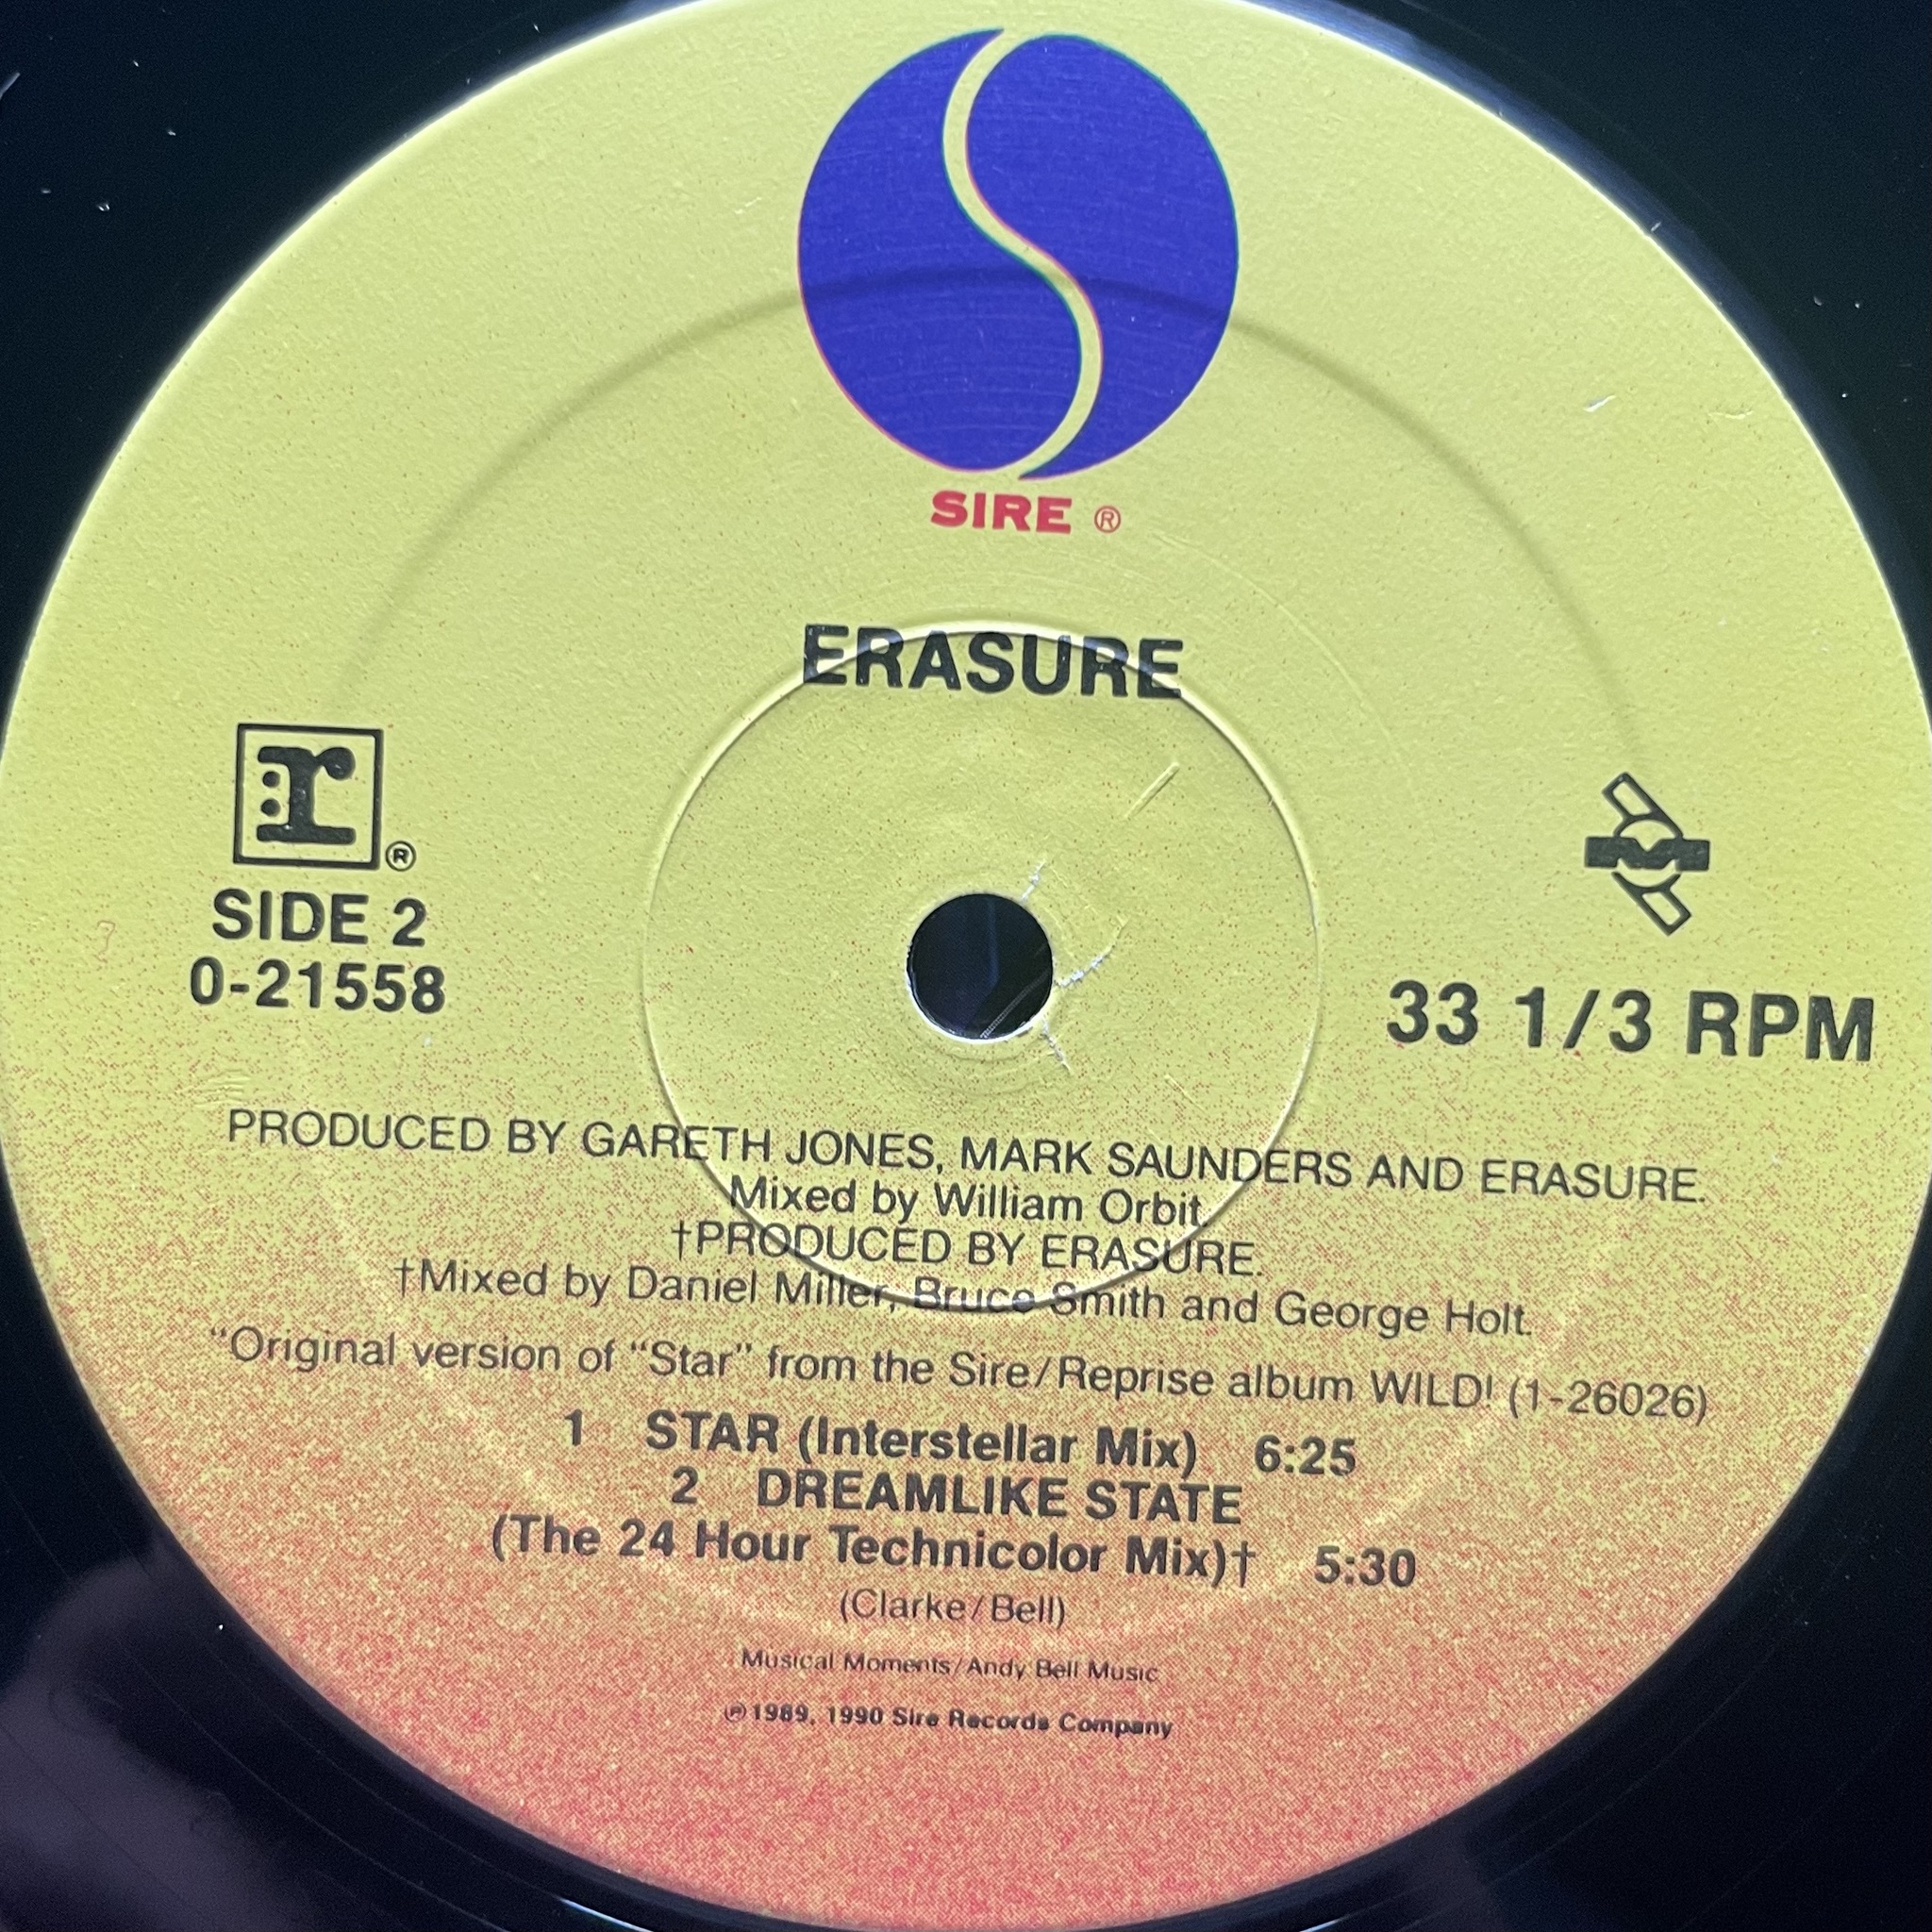 SIRE ®
ERASURE
r ®
SIDE 2
0-21558
33 1/3 RPM
PRODUCED BY GARETH JONES, MARK SAUNDERS AND ERASURE.
Mixed by William Orbit.
†PRODUCED BY ERASURE.
†Mixed by Daniel Miller, Bruce Smith and George Holt.
“Original version of “Star” from the Sire/Reprise album WILD! (1-26026)
1 STAR (Interstellar Mix) 6:25
2 DREAMLIKE STATE
(The 24 Hour Technicolor Mix)† 5:30
(Clarke/Bell)
Musical Moments/Andy Bell Music
℗1989, 1990 Sire Records Company